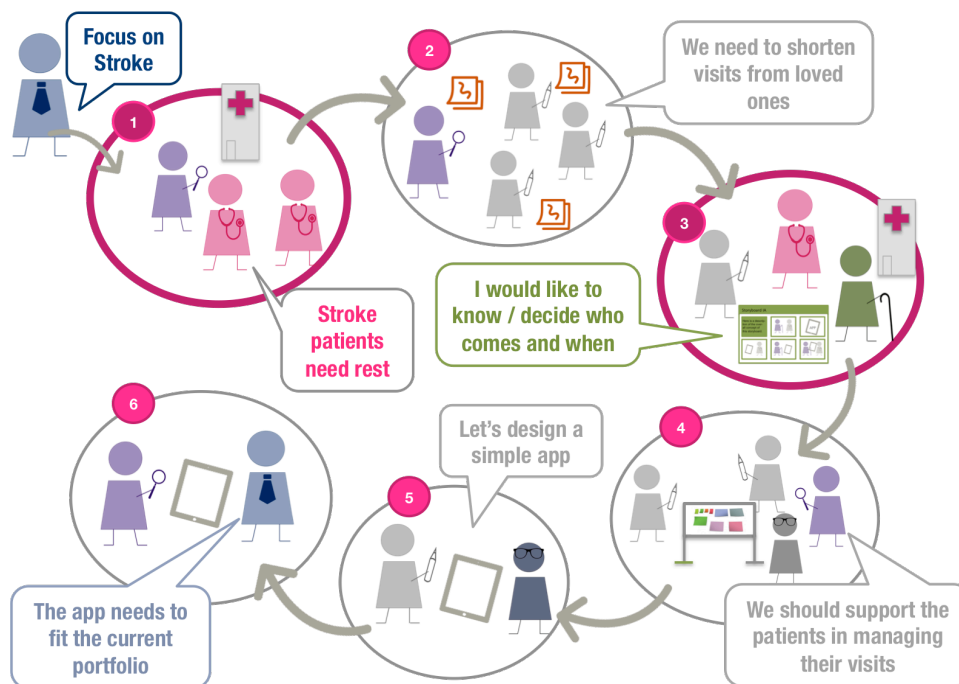 Focus on
Stroke
1
2
We need to shorten
visits from loved
ones
3
I would like to
know / decide who
comes and when
Stroke
patients
need rest
4
We should support the
patients in managing
their visits
5
Let's design a
simple app
6
The app needs to
fit the current
portfolio